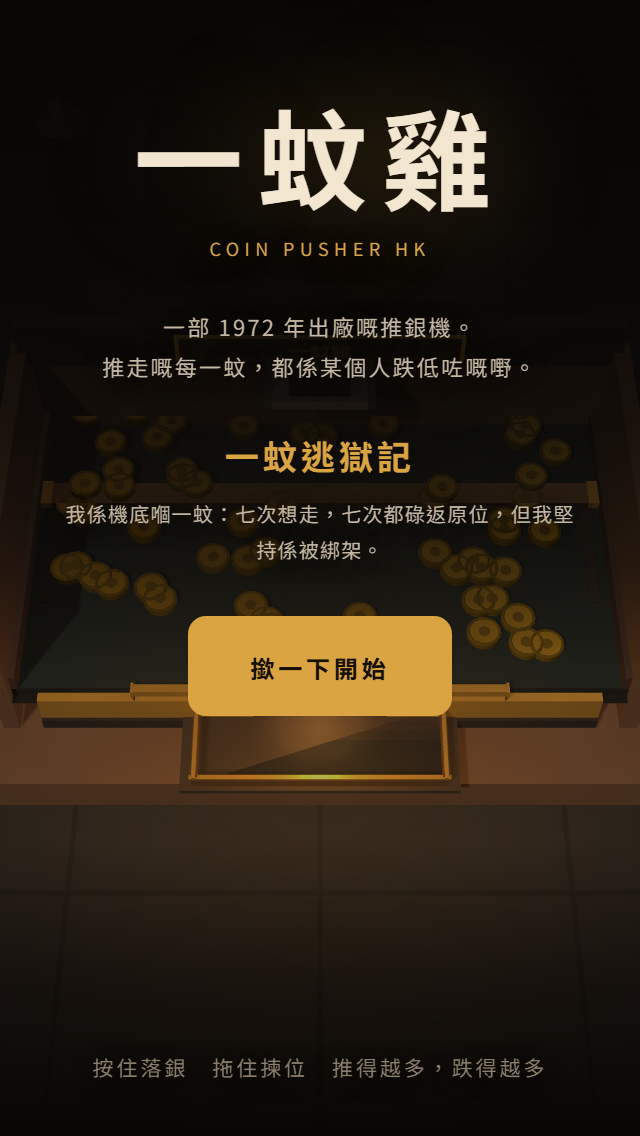 一蚊雞
COIN PUSHER HK
一部 1972 年出廠嘅推銀機。
推走嘅每一蚊，都係某個人跌低咗嘅嘢。
一蚊逃獄記
我係機底嗰一蚊：七次想走，七次都碌返原位，但我堅
持係被綁架。
撳一下開始
按住落銀　拖住揀位　推得越多，跌得越多